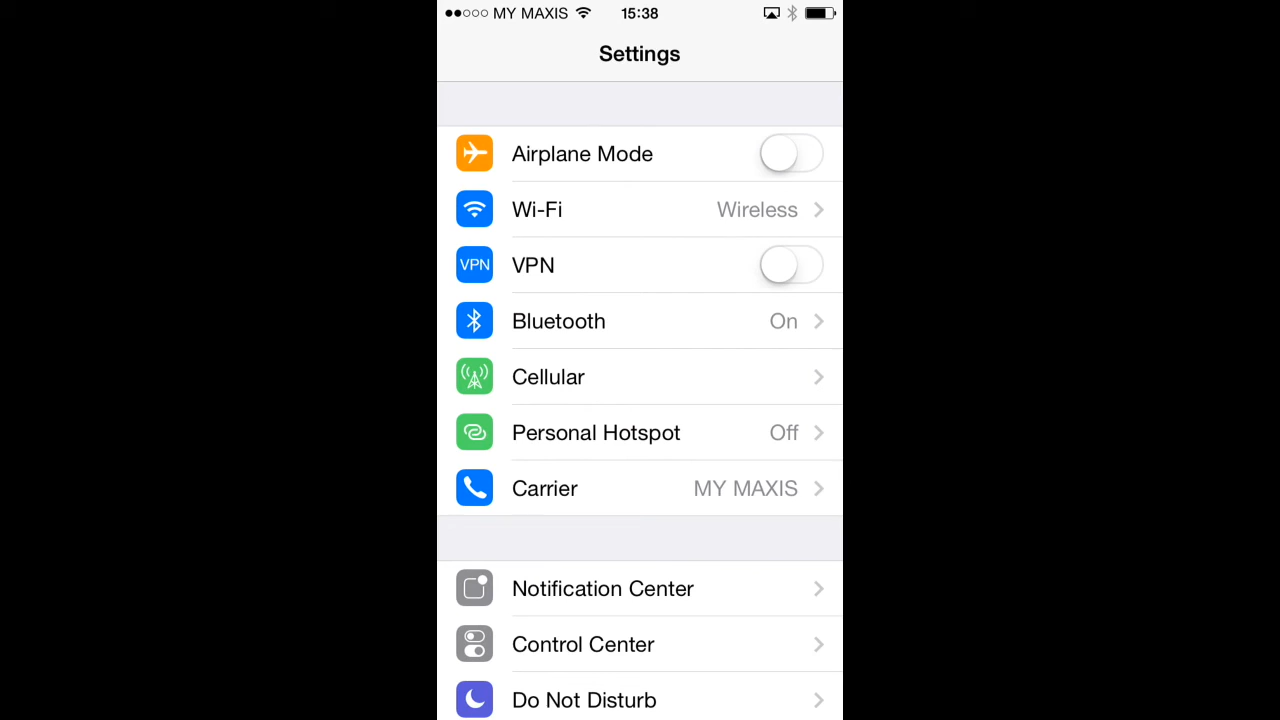 MY MAXIS 15:38
Settings
Airplane Mode
Wi-Fi Wireless
VPN VPN
Bluetooth On
Cellular
Personal Hotspot Off
Carrier MY MAXIS
Notification Center
Control Center
Do Not Disturb